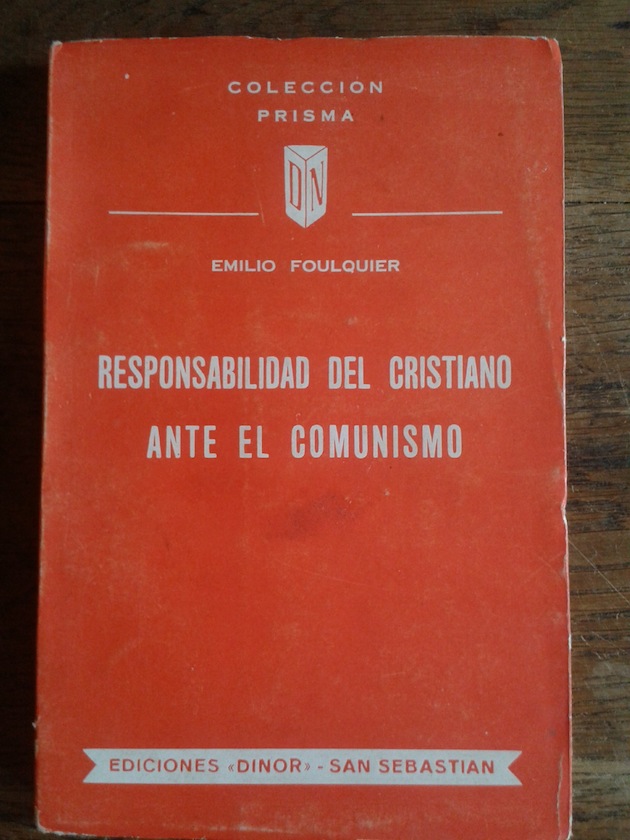 COLECCION
PRISMA
DN
EMILIO FOULQUIER
RESPONSABILIDAD DEL CRISTIANO
ANTE EL COMUNISMO
EDICIONES «DINOR» - SAN SEBASTIAN